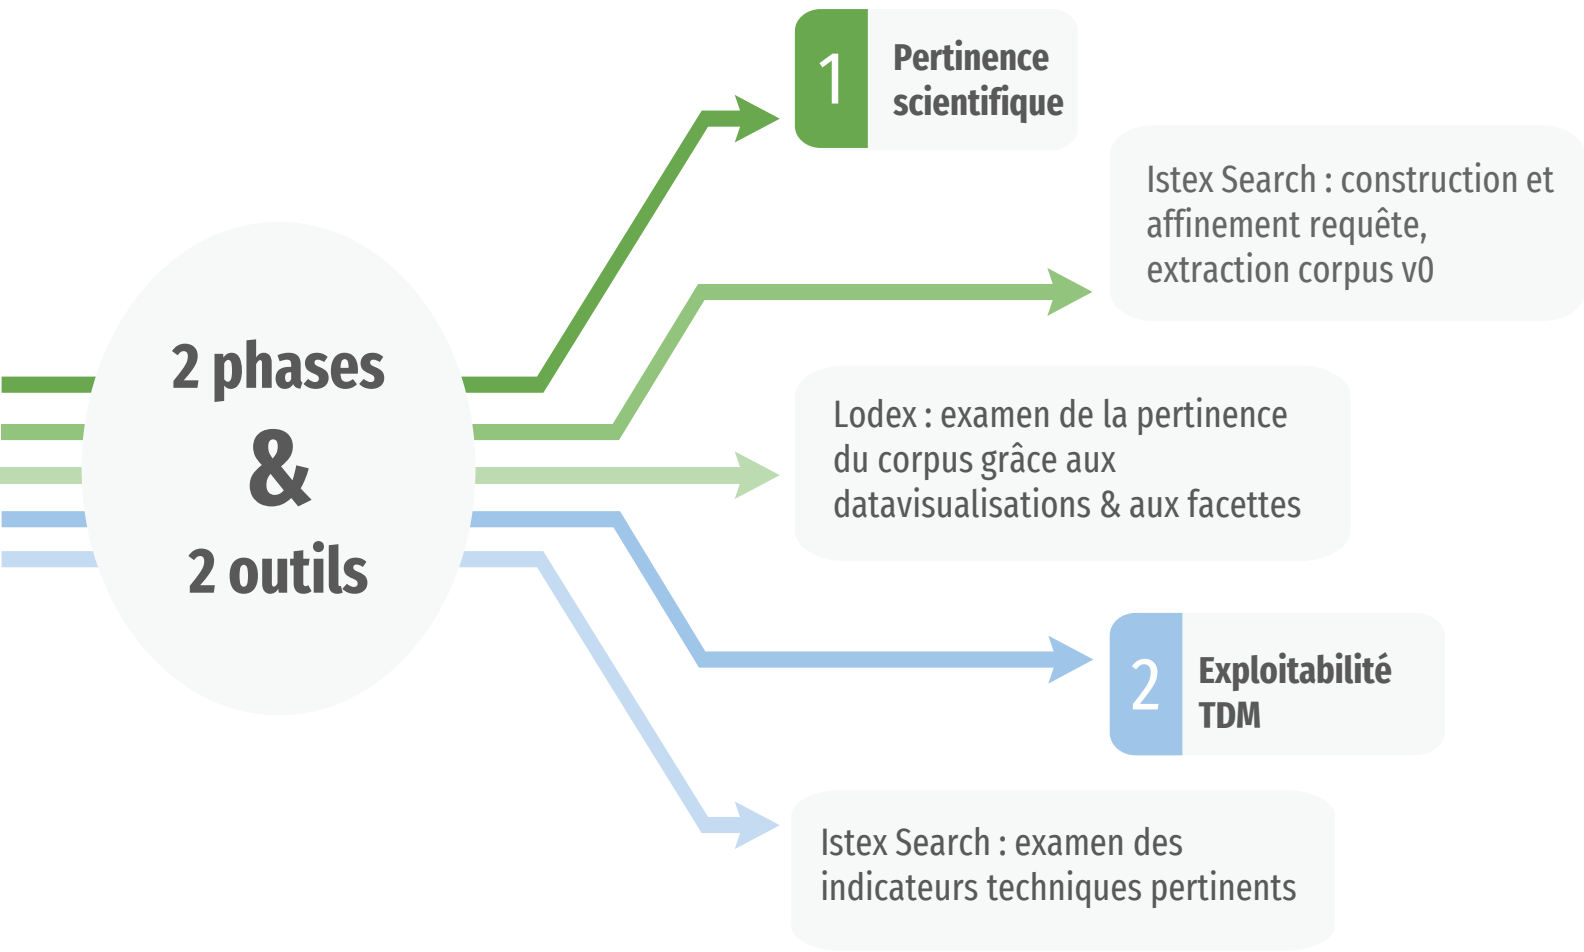 2 phases
&
2 outils
1
Pertinence
scientifique
Istex Search : construction et
affinement requête,
extraction corpus v0
Lodex : examen de la pertinence
du corpus grâce aux
datavisualisations & aux facettes
2
Exploitabilité
TDM
Istex Search : examen des
indicateurs techniques pertinents